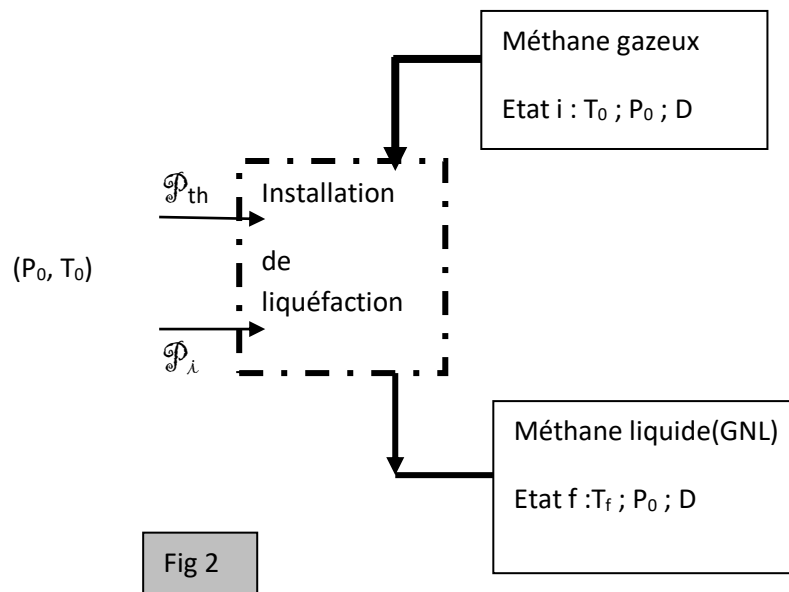 Méthane gazeux
Etat i : T₀ ; P₀ ; D
𝒫th
Installation
de
liquéfaction
(P₀, T₀)
𝒫i
Méthane liquide(GNL)
Etat f :Tf ; P₀ ; D
Fig 2